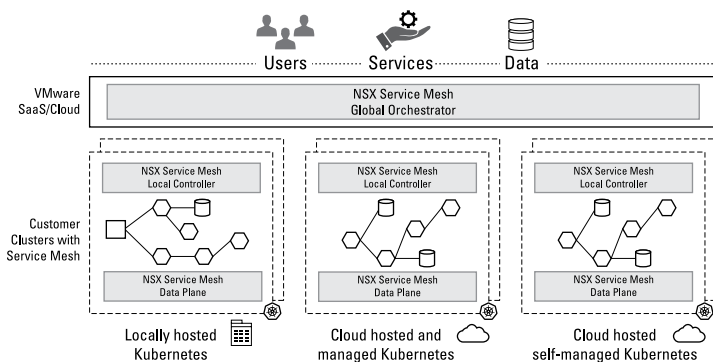 Users Services Data
VMware
SaaS/Cloud
NSX Service Mesh
Global Orchestrator
Customer
Clusters with
Service Mesh
NSX Service Mesh
Local Controller
NSX Service Mesh
Data Plane
Locally hosted
Kubernetes
NSX Service Mesh
Local Controller
NSX Service Mesh
Data Plane
Cloud hosted and
managed Kubernetes
NSX Service Mesh
Local Controller
NSX Service Mesh
Data Plane
Cloud hosted
self-managed Kubernetes